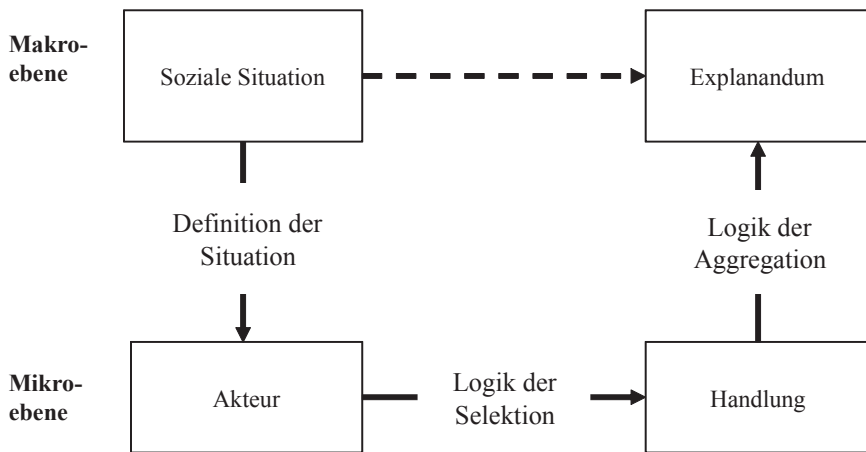 Makro-
ebene
Soziale Situation
Explanandum
Definition der
Situation
Logik der
Aggregation
Mikro-
ebene
Akteur
Logik der
Selektion
Handlung